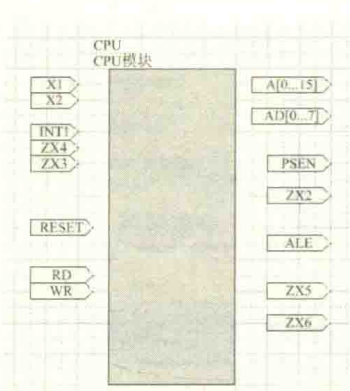 CPU
CPU模块
X1
X2
INT1
ZX4
ZX3
RESET
RD
WR
A[0...15]
AD[0...7]
PSEN
ZX2
ALE
ZX5
ZX6